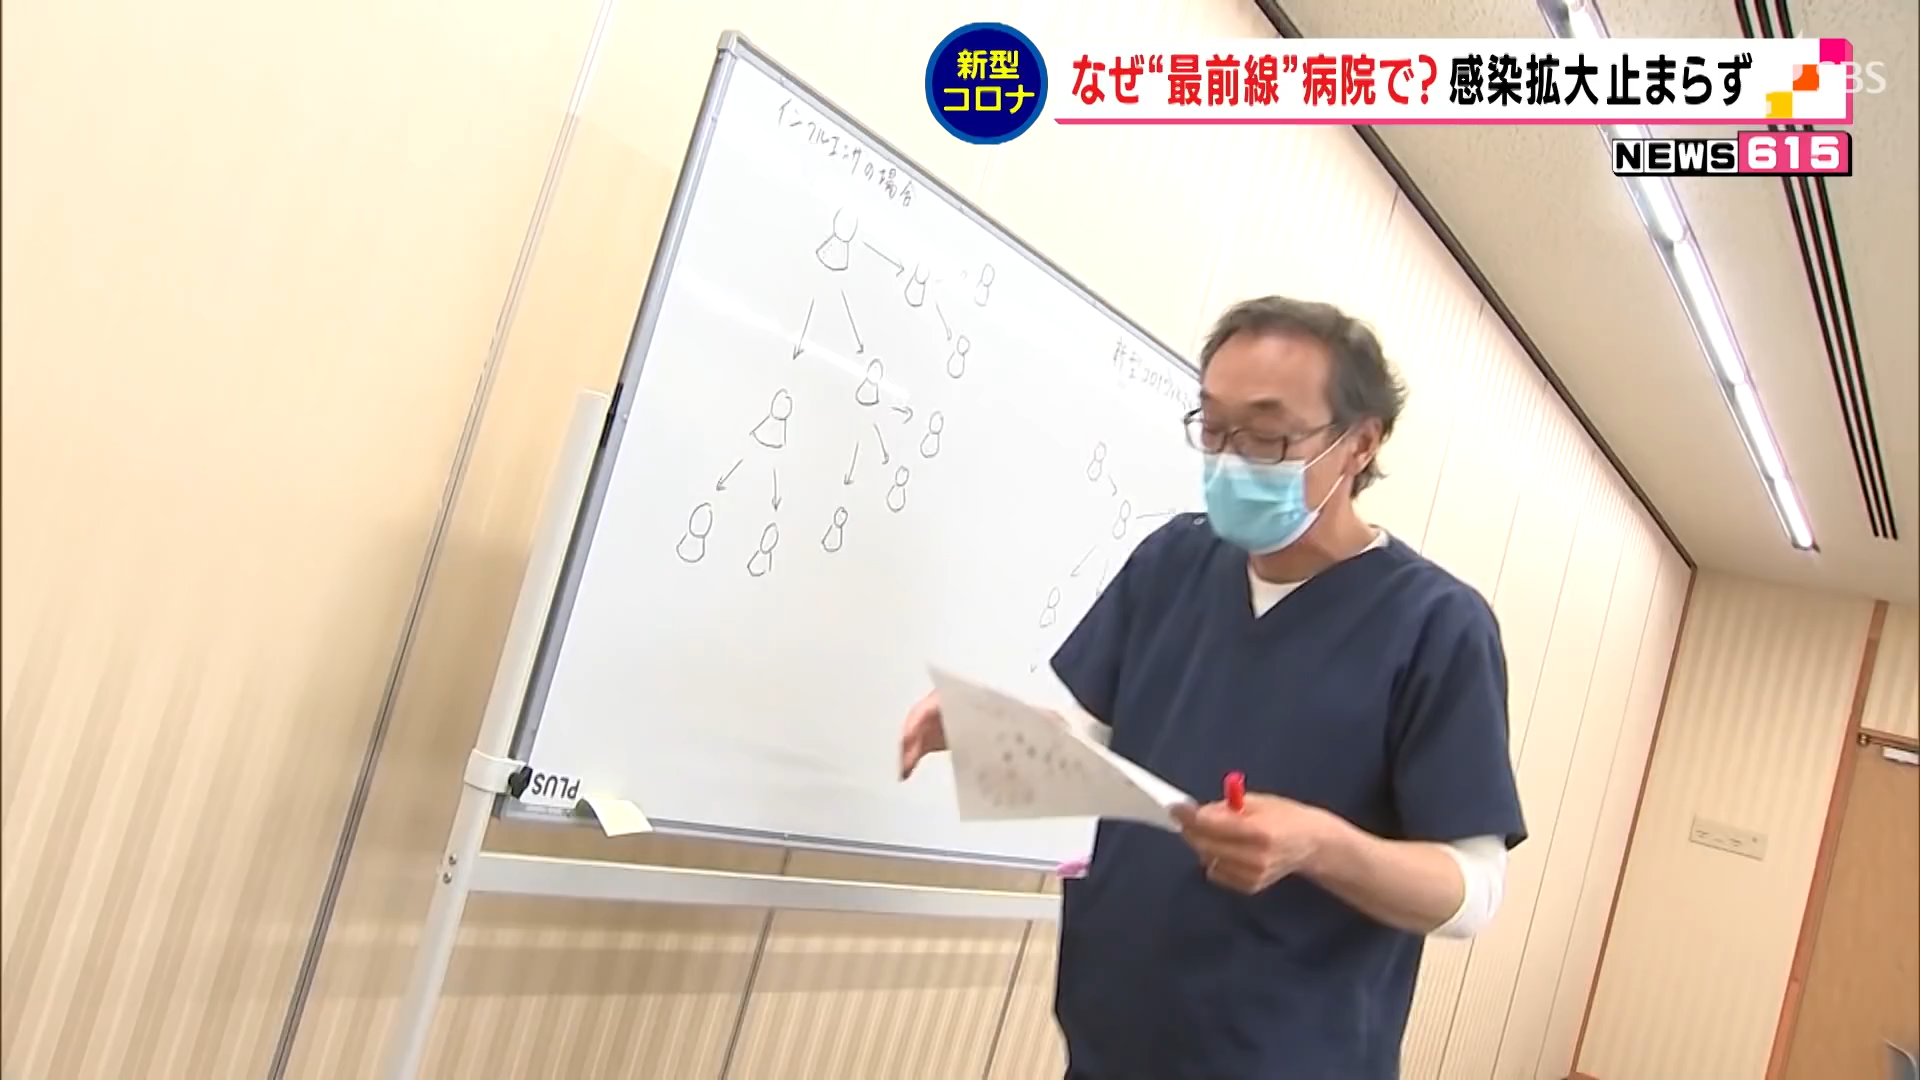 新型
コロナ
なぜ“最前線”病院で?感染拡大止まらず
NEWS 615
インフルエンザの場合
PLUS